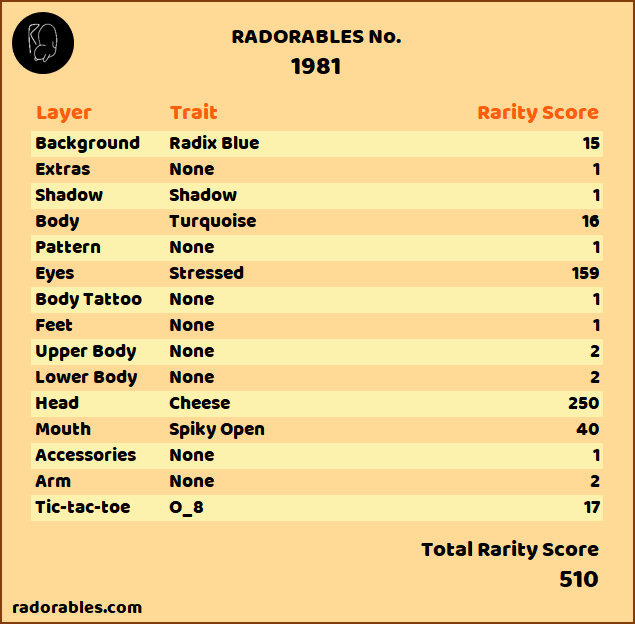 RADORABLES No.
1981
Layer Trait Rarity Score
Background Radix Blue 15
Extras None 1
Shadow Shadow 1
Body Turquoise 16
Pattern None 1
Eyes Stressed 159
Body Tattoo None 1
Feet None 1
Upper Body None 2
Lower Body None 2
Head Cheese 250
Mouth Spiky Open 40
Accessories None 1
Arm None 2
Tic-tac-toe O_8 17
Total Rarity Score
510
radorables.com